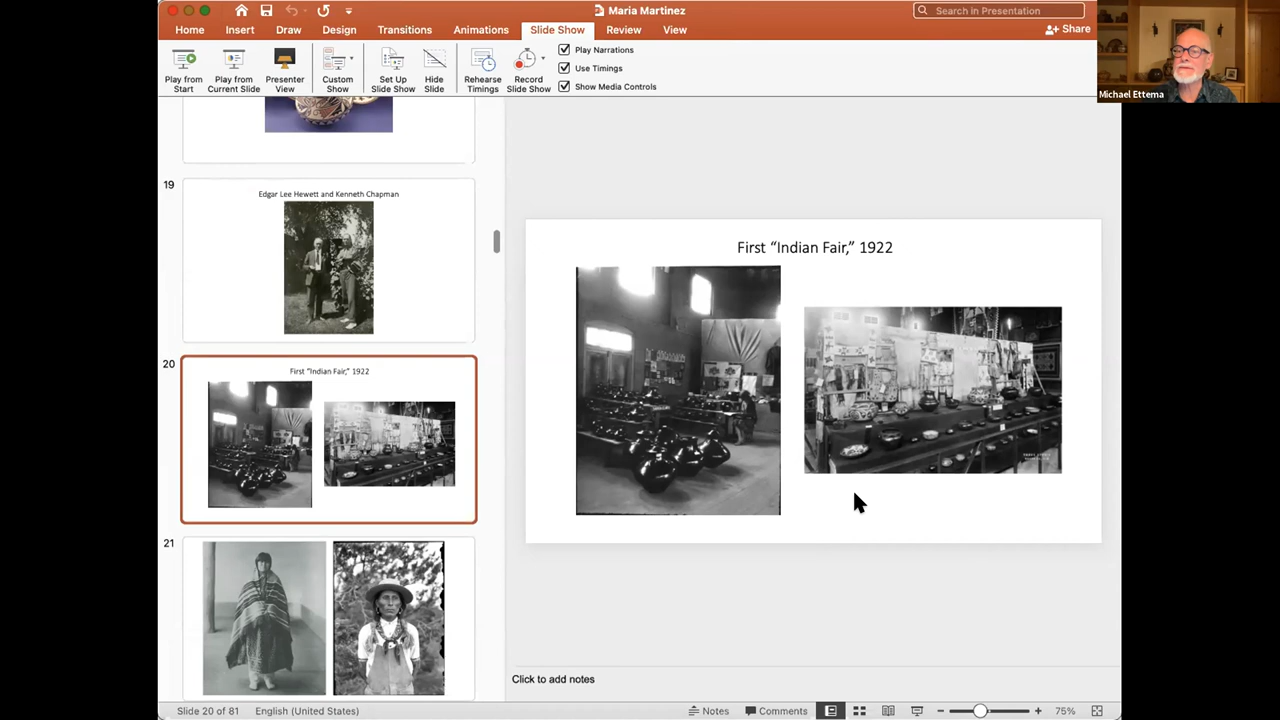 Maria Martinez
Search in Presentation
Home Insert Draw Design Transitions Animations Slide Show Review View
Share
Play from Start
Play from Current Slide
Presenter View
Custom Show
Set Up Slide Show
Hide Slide
Rehearse Timings
Record Slide Show
Play Narrations
Use Timings
Show Media Controls
Michael Ettema
19
Edgar Lee Hewett and Kenneth Chapman
20
First “Indian Fair,” 1922
21
First “Indian Fair,” 1922
Click to add notes
Slide 20 of 81 English (United States) Notes Comments 75%